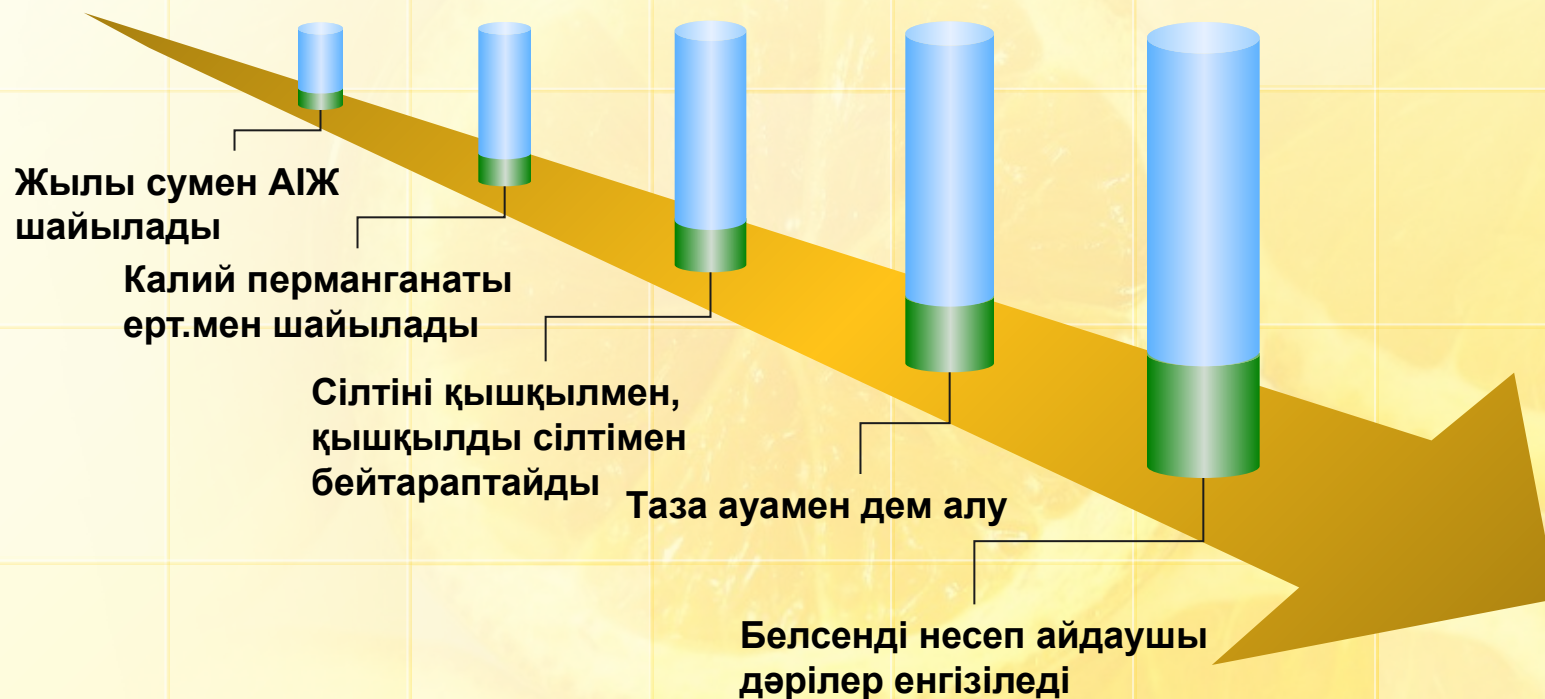 Жылы сумен АІЖ
шайылады
Калий перманганаты
ерт.мен шайылады
Сілтіні қышқылмен,
қышқылды сілтімен
бейтараптайды
Таза ауамен дем алу
Белсенді несеп айдаушы
дәрілер енгізіледі